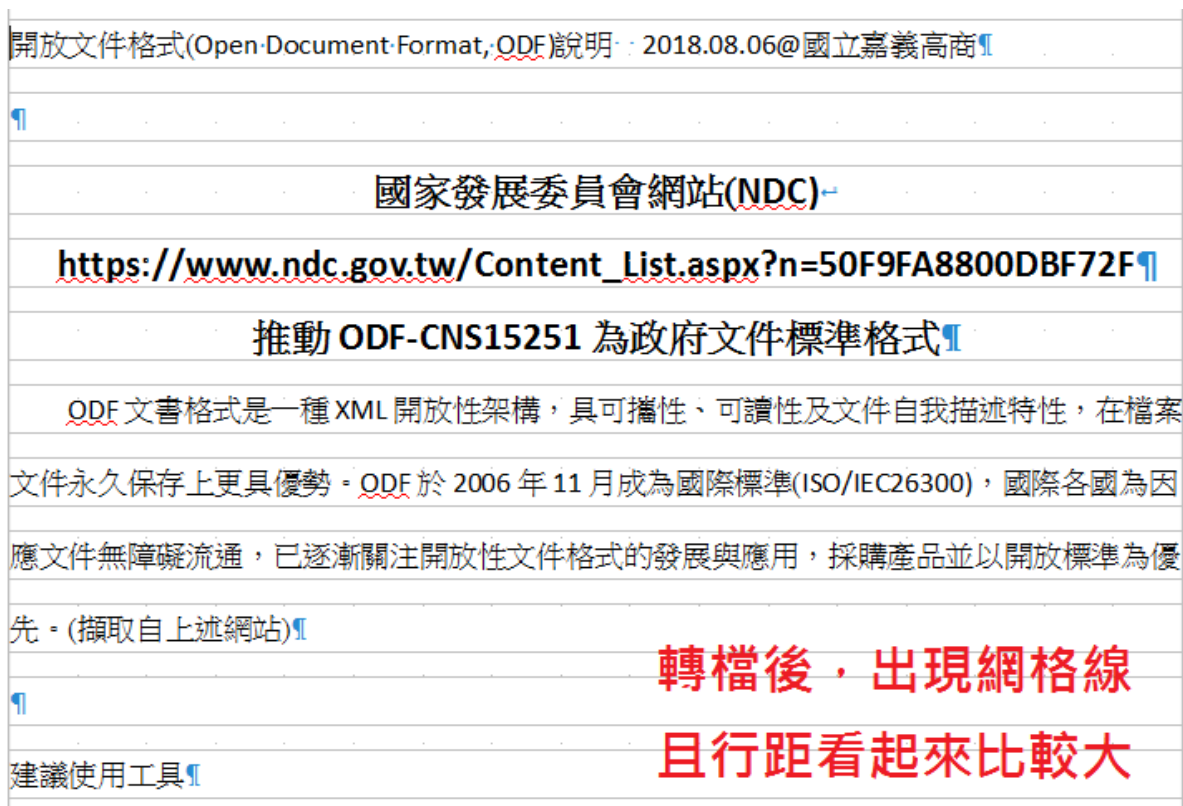 開放文件格式(Open Document Format, ODF)說明  2018.08.06@國立嘉義高商¶
¶
國家發展委員會網站(NDC)↵
https://www.ndc.gov.tw/Content_List.aspx?n=50F9FA8800DBF72F¶
推動 ODF-CNS15251 為政府文件標準格式¶
ODF 文書格式是一種 XML 開放性架構，具可攜性、可讀性及文件自我描述特性，在檔案
文件永久保存上更具優勢。ODF 於 2006 年 11 月成為國際標準(ISO/IEC26300)，國際各國為因
應文件無障礙流通，已逐漸關注開放性文件格式的發展與應用，採購產品並以開放標準為優
先。(擷取自上述網站)¶
¶
建議使用工具¶
轉檔後，出現網格線
且行距看起來比較大